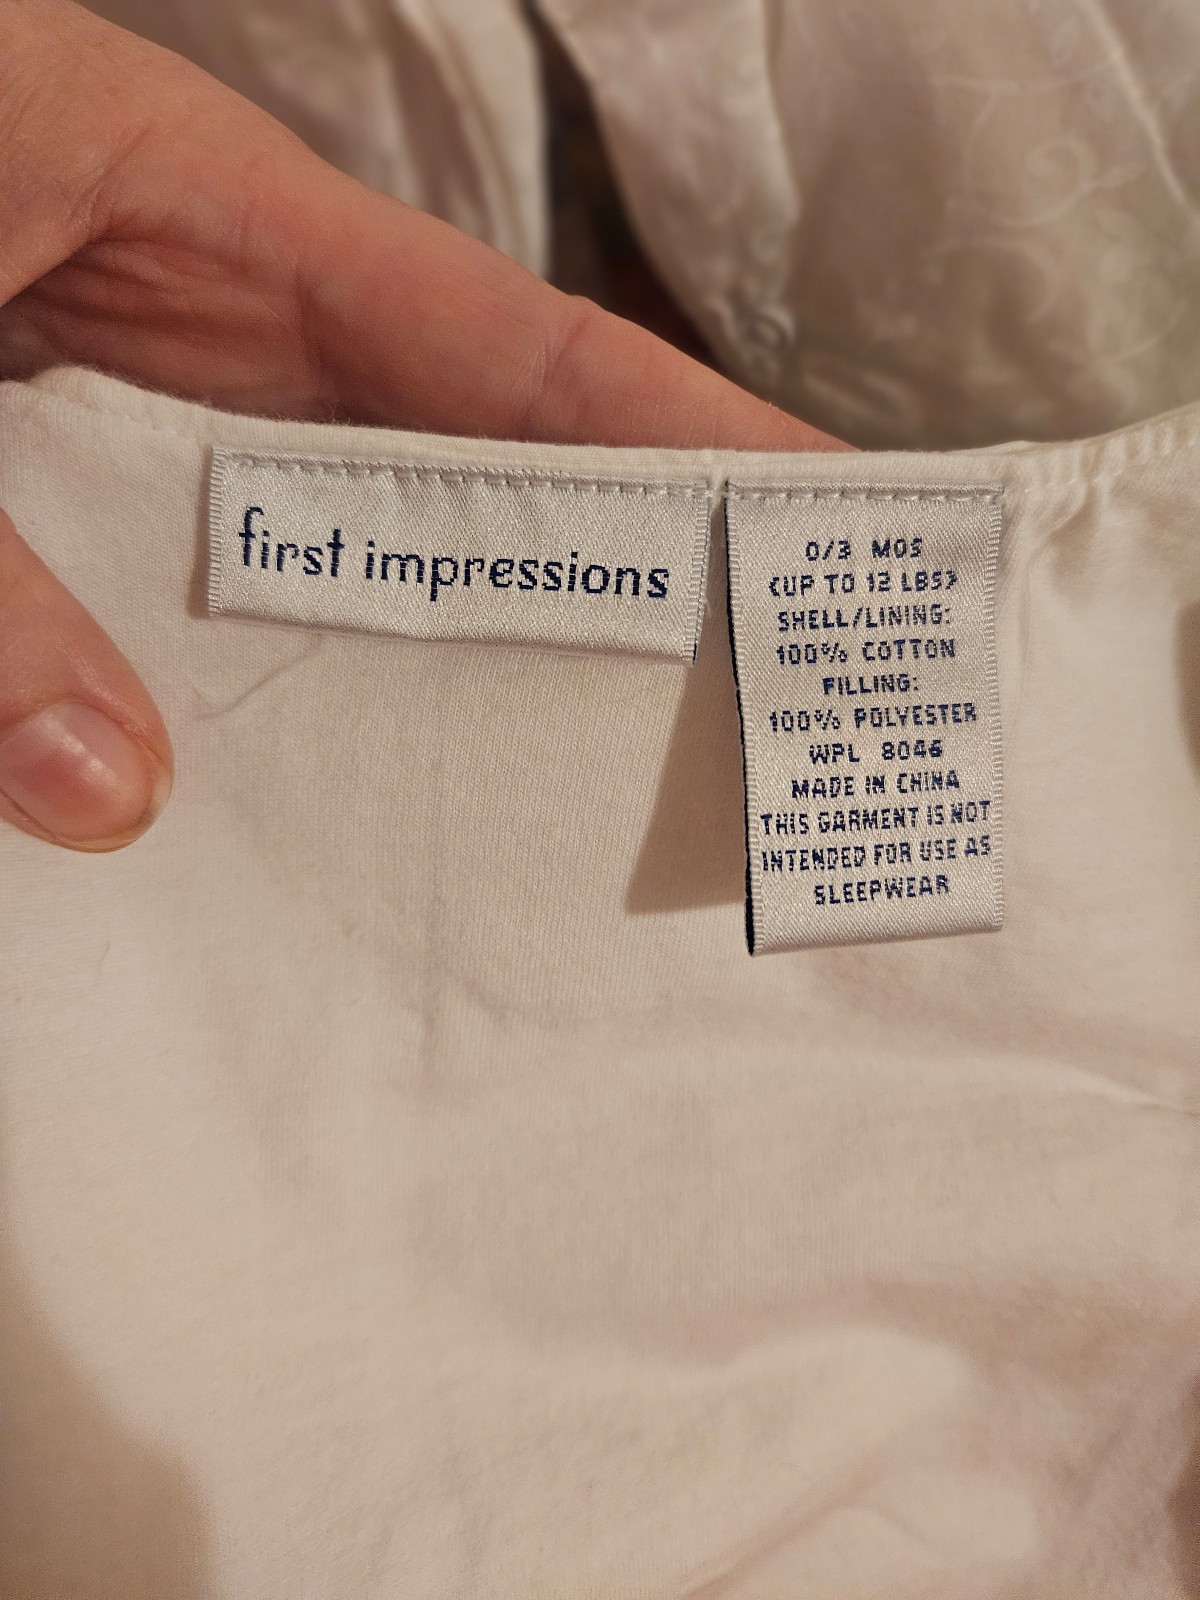 first impressions
0/3 MOS
<UP TO 12 LBS>
SHELL/LINING:
100% COTTON
FILLING:
100% POLYESTER
WPL 8046
MADE IN CHINA
THIS GARMENT IS NOT
INTENDED FOR USE AS
SLEEPWEAR